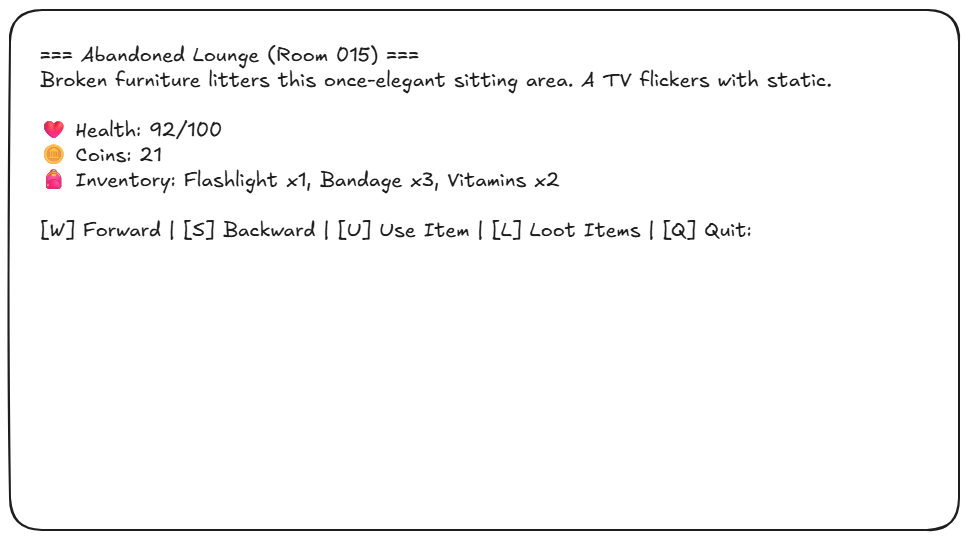 === Abandoned Lounge (Room 015) ===
Broken furniture litters this once-elegant sitting area. A TV flickers with static.
❤️ Health: 92/100
🪙 Coins: 21
🎒 Inventory: Flashlight x1, Bandage x3, Vitamins x2
[W] Forward | [S] Backward | [U] Use Item | [L] Loot Items | [Q] Quit: